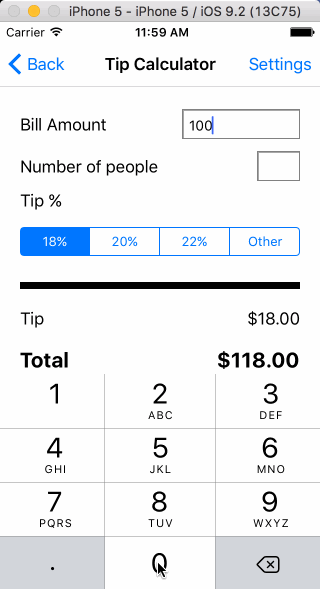 iPhone 5 - iPhone 5 / iOS 9.2 (13C75)
Carrier 11:59 AM
Back Tip Calculator Settings
Bill Amount 100
Number of people
Tip %
18% 20% 22% Other
Tip $18.00
Total $118.00
1 2 3
ABC DEF
4 5 6
GHI JKL MNO
7 8 9
PQRS TUV WXYZ
. 0